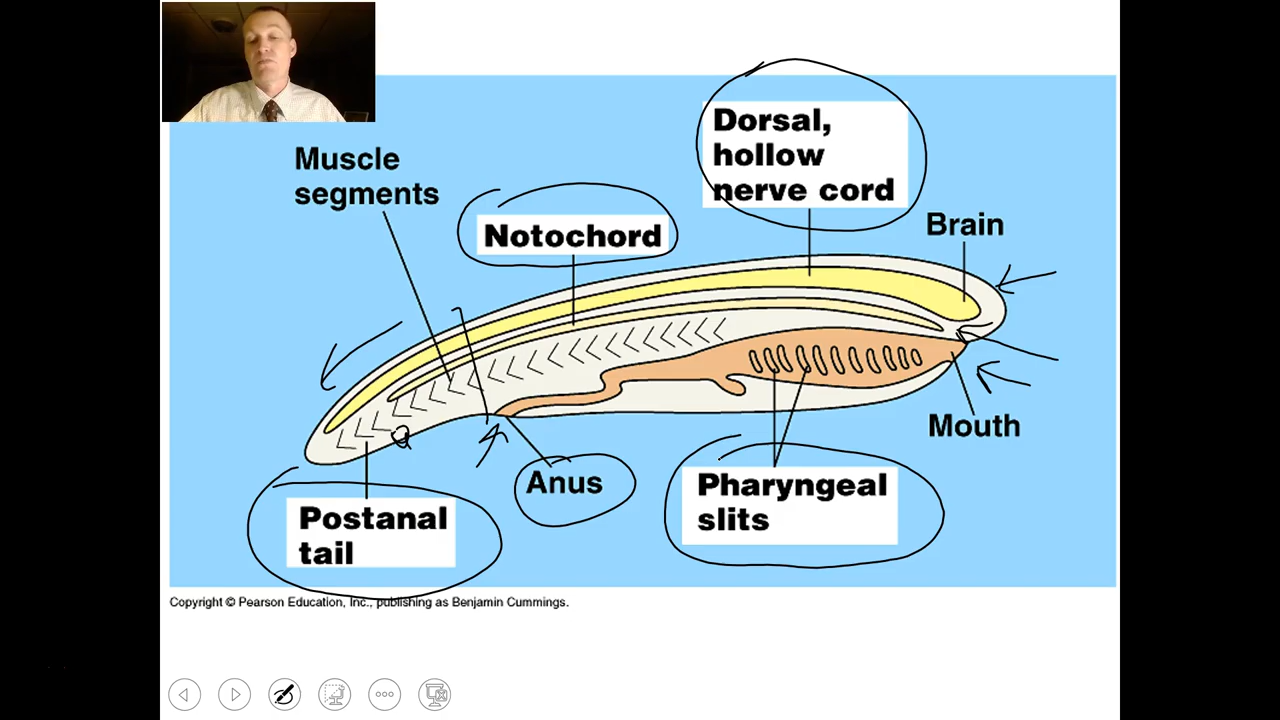 Dorsal,
hollow
nerve cord
Muscle
segments
Notochord
Brain
Mouth
Anus
Pharyngeal
slits
Postanal
tail
Copyright © Pearson Education, Inc., publishing as Benjamin Cummings.